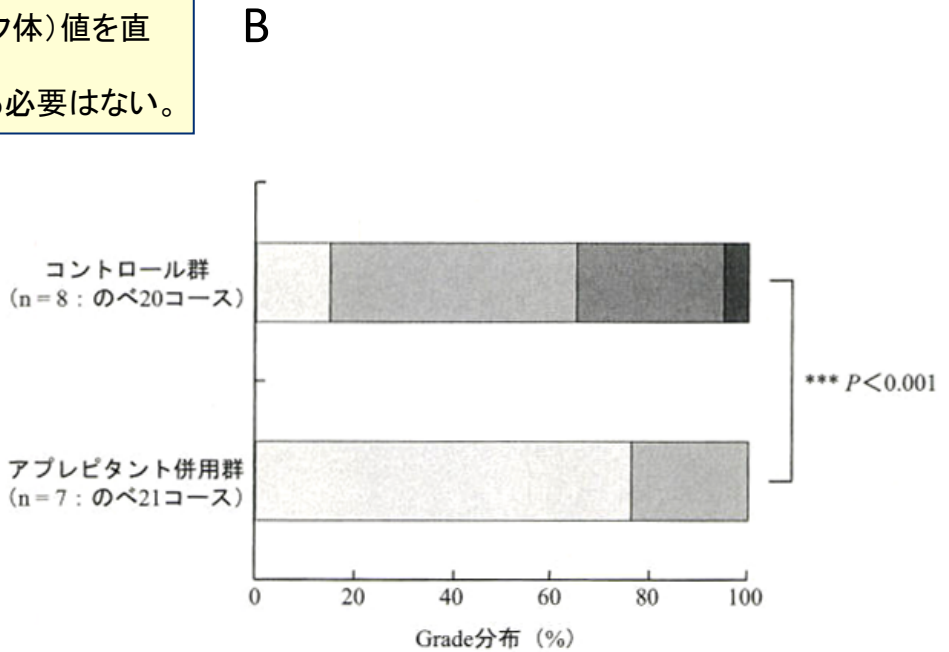 ク体）値を直
必要はない。
B
コントロール群
（n = 8 : のべ20コース）
アプレピタント併用群
（n = 7 : のべ21コース）
*** P＜0.001
0 20 40 60 80 100
Grade分布（%）